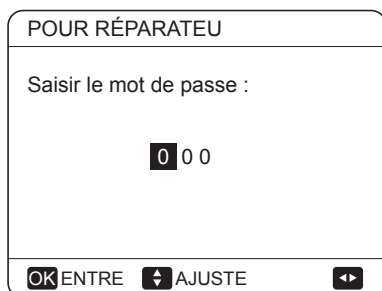 POUR RÉPARATEU
Saisir le mot de passe :
0 0 0
OK ENTRE AJUSTE